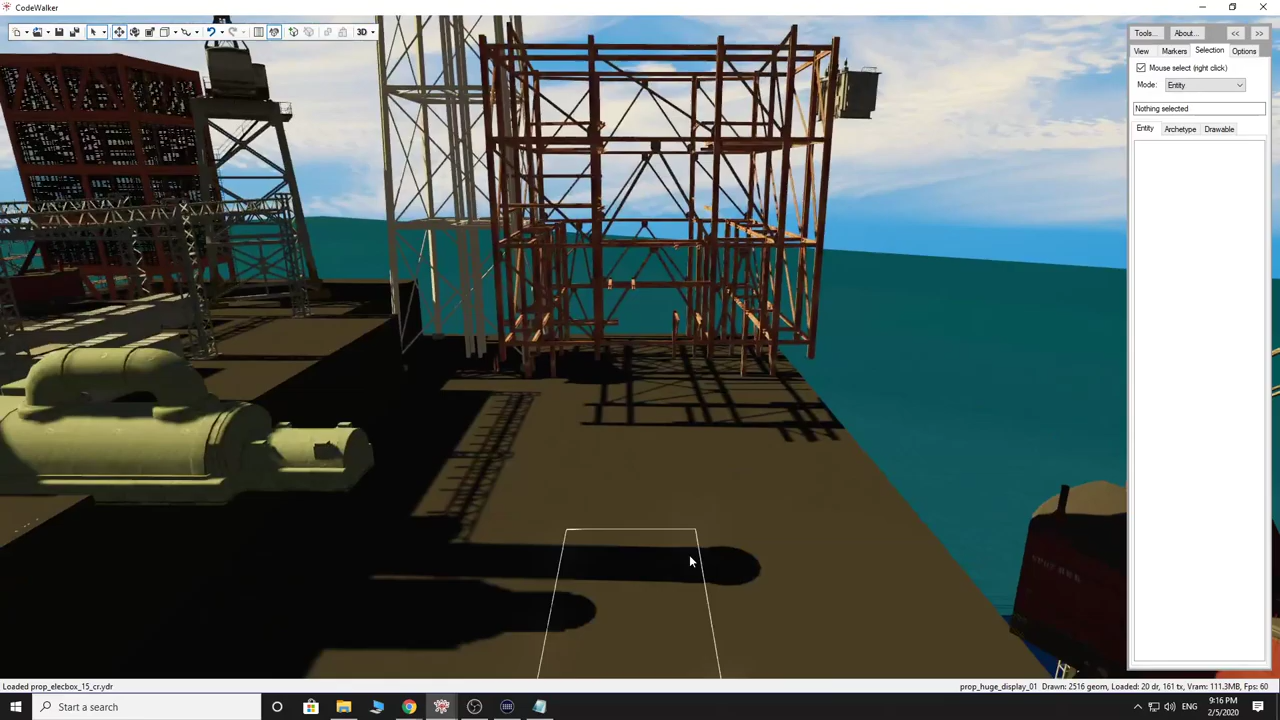 CodeWalker
3D
Tools...
About...
<<
>>
View
Markers
Selection
Options
Mouse select (right click)
Mode:
Entity
Nothing selected
Entity
Archetype
Drawable
Loaded prop_elecbox_15_cr.ydr
prop_huge_display_01
Drawn: 2516 geom, Loaded: 20 dr, 161 tx, Vram: 111.3MB, Fps: 60
Start a search
ENG
9:16 PM
2/5/2020